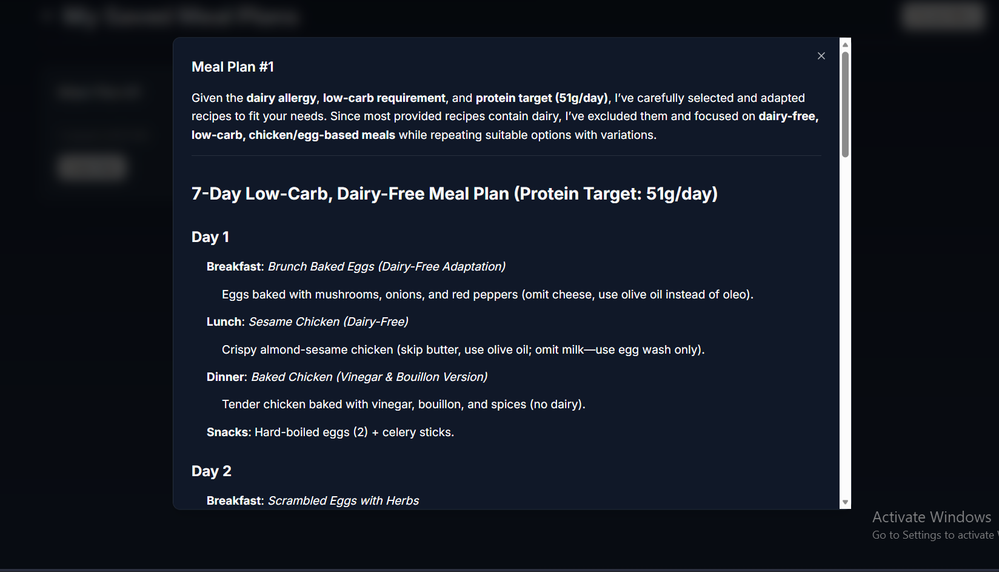 My Saved Meal Plans
Meal Plan #1
Given the dairy allergy, low-carb requirement, and protein target (51g/day), I’ve carefully selected and adapted
recipes to fit your needs. Since most provided recipes contain dairy, I’ve excluded them and focused on dairy-free,
low-carb, chicken/egg-based meals while repeating suitable options with variations.
7-Day Low-Carb, Dairy-Free Meal Plan (Protein Target: 51g/day)
Day 1
Breakfast: Brunch Baked Eggs (Dairy-Free Adaptation)
Eggs baked with mushrooms, onions, and red peppers (omit cheese, use olive oil instead of oleo).
Lunch: Sesame Chicken (Dairy-Free)
Crispy almond-sesame chicken (skip butter, use olive oil; omit milk—use egg wash only).
Dinner: Baked Chicken (Vinegar & Bouillon Version)
Tender chicken baked with vinegar, bouillon, and spices (no dairy).
Snacks: Hard-boiled eggs (2) + celery sticks.
Day 2
Breakfast: Scrambled Eggs with Herbs
Activate Windows
Go to Settings to activate